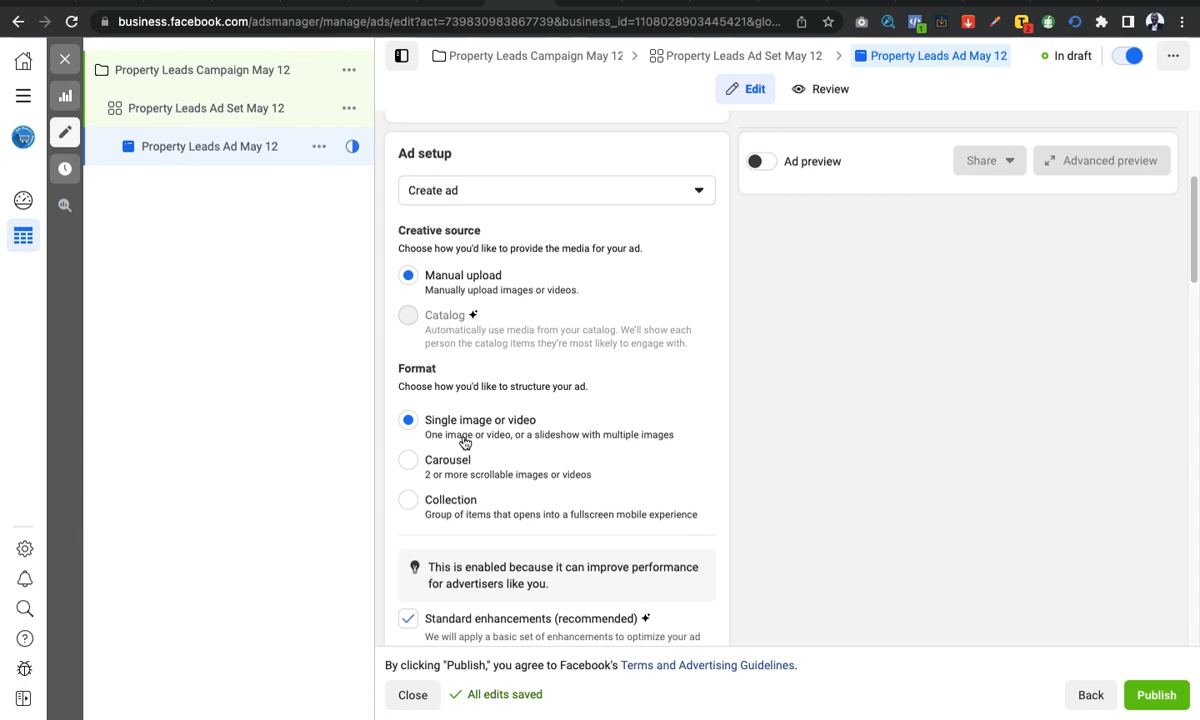 business.facebook.com/adsmanager/manage/ads/edit?act=739830983867739&business_id=1108028903445421&glo...
1
2
Property Leads Campaign May 12
Property Leads Ad Set May 12
Property Leads Ad May 12
Property Leads Campaign May 12
Property Leads Ad Set May 12
Property Leads Ad May 12
In draft
Edit
Review
Ad setup
Create ad
Creative source
Choose how you'd like to provide the media for your ad.
Manual upload
Manually upload images or videos.
Catalog
Automatically use media from your catalog. We'll show each
person the catalog items they're most likely to engage with.
Format
Choose how you'd like to structure your ad.
Single image or video
One image or video, or a slideshow with multiple images
Carousel
2 or more scrollable images or videos
Collection
Group of items that opens into a fullscreen mobile experience
This is enabled because it can improve performance
for advertisers like you.
Standard enhancements (recommended)
We will apply a basic set of enhancements to optimize your ad
Ad preview
Share
Advanced preview
By clicking "Publish," you agree to Facebook's Terms and Advertising Guidelines.
Close
All edits saved
Back
Publish